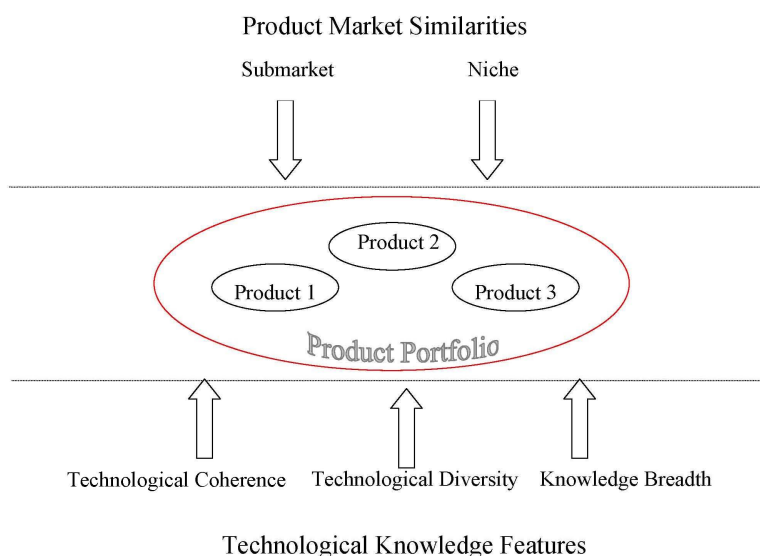 Product Market Similarities
Submarket
Niche
Product 2
Product 1
Product 3
Product Portfolio
Technological Coherence
Technological Diversity
Knowledge Breadth
Technological Knowledge Features